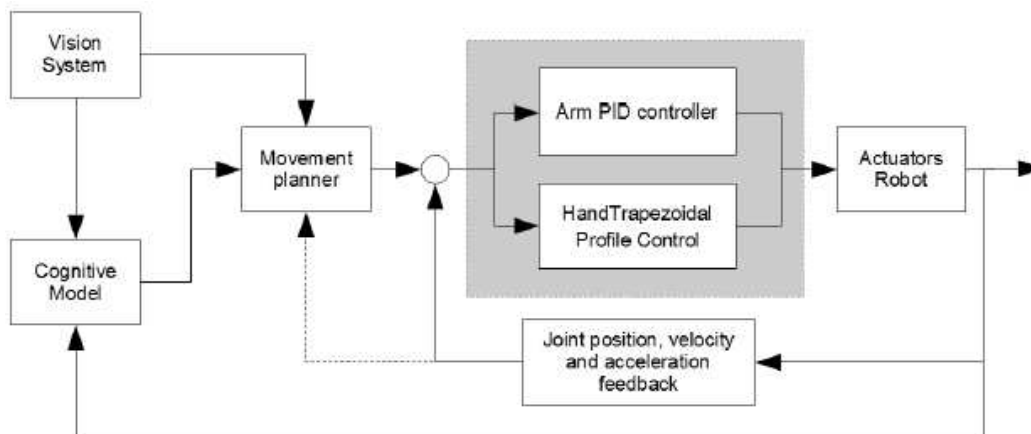 Vision
System
Arm PID controller
Movement
planner
Actuators
Robot
HandTrapezoidal
Profile Control
Cognitive
Model
Joint position, velocity
and acceleration
feedback